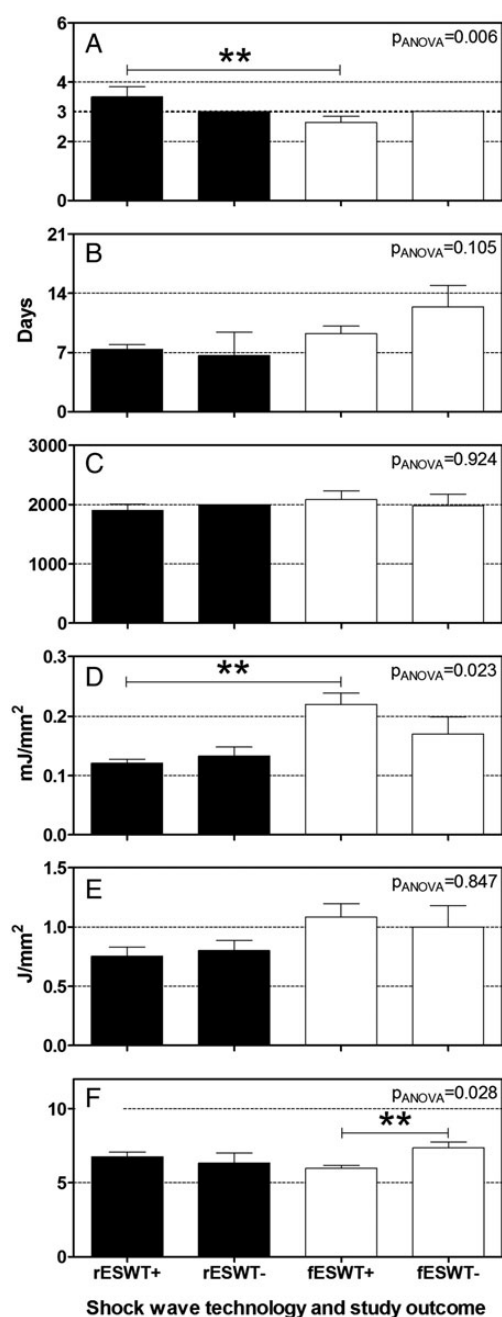 A
pANOVA=0.006
**
6
4
3
2
0
B
pANOVA=0.105
Days
21
14
7
0
C
pANOVA=0.924
3000
2000
1000
0
D
pANOVA=0.023
**
mJ/mm²
0.3
0.2
0.1
0.0
E
pANOVA=0.847
J/mm²
1.5
1.0
0.5
0.0
F
pANOVA=0.028
**
10
5
0
rESWT+ rESWT- fESWT+ fESWT-
Shock wave technology and study outcome